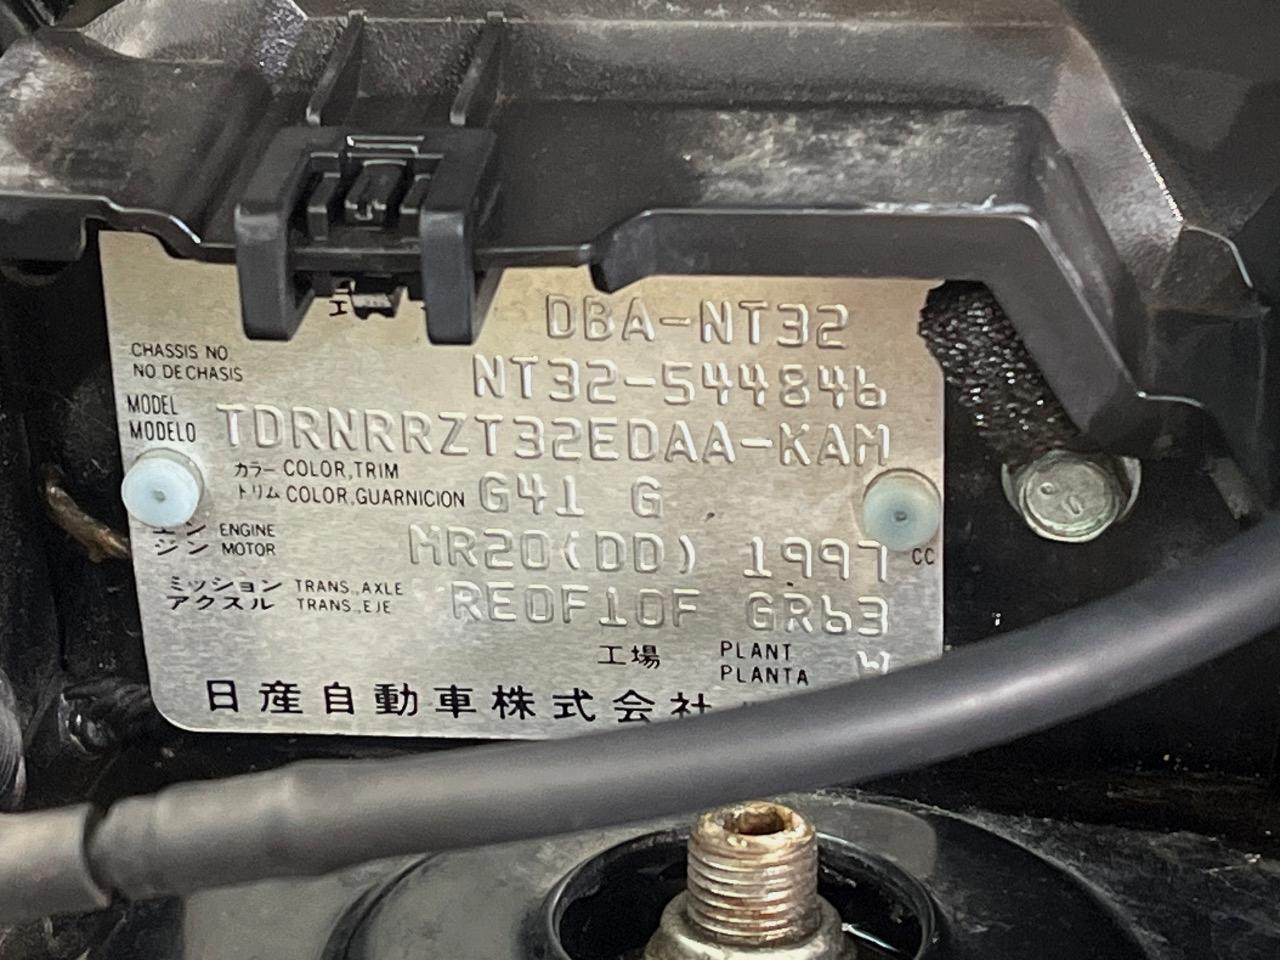 DBA-NT32
CHASSIS NO
NO.DE CHASIS NT32-544846
MODEL
MODELO TDRNRRZT32EDAA-KAM
カラー COLOR,TRIM
トリム COLOR,GUARNICION G41 G
エン ENGINE
ジン MOTOR MR20(DD) 1997 CC
ミッション TRANS.,AXLE
アクスル TRANS.,EJE RE0F10F GR63
工場 PLANT
PLANTA
日産自動車株式会社